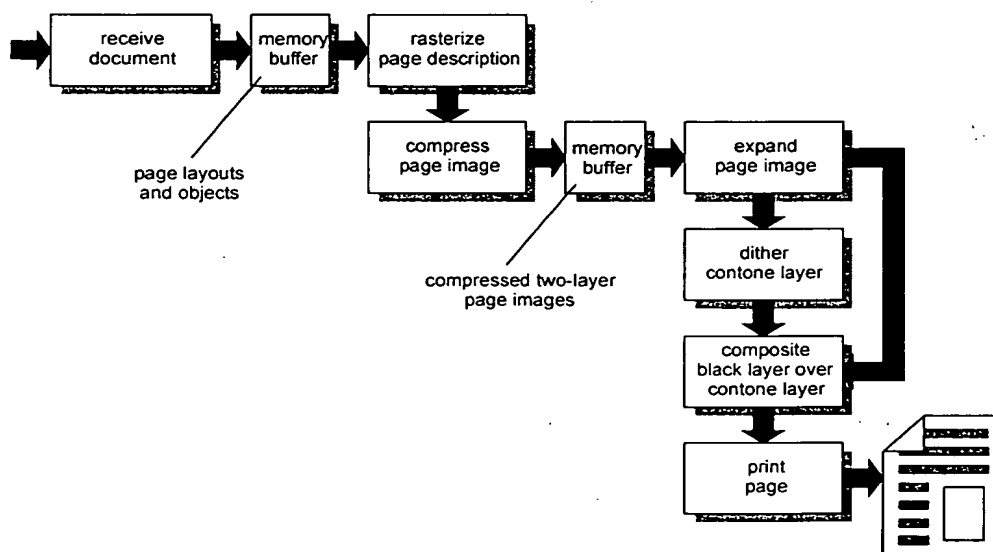 receive
document
memory
buffer
rasterize
page description
page layouts
and objects
compress
page image
memory
buffer
expand
page image
compressed two-layer
page images
dither
contone layer
composite
black layer over
contone layer
print
page